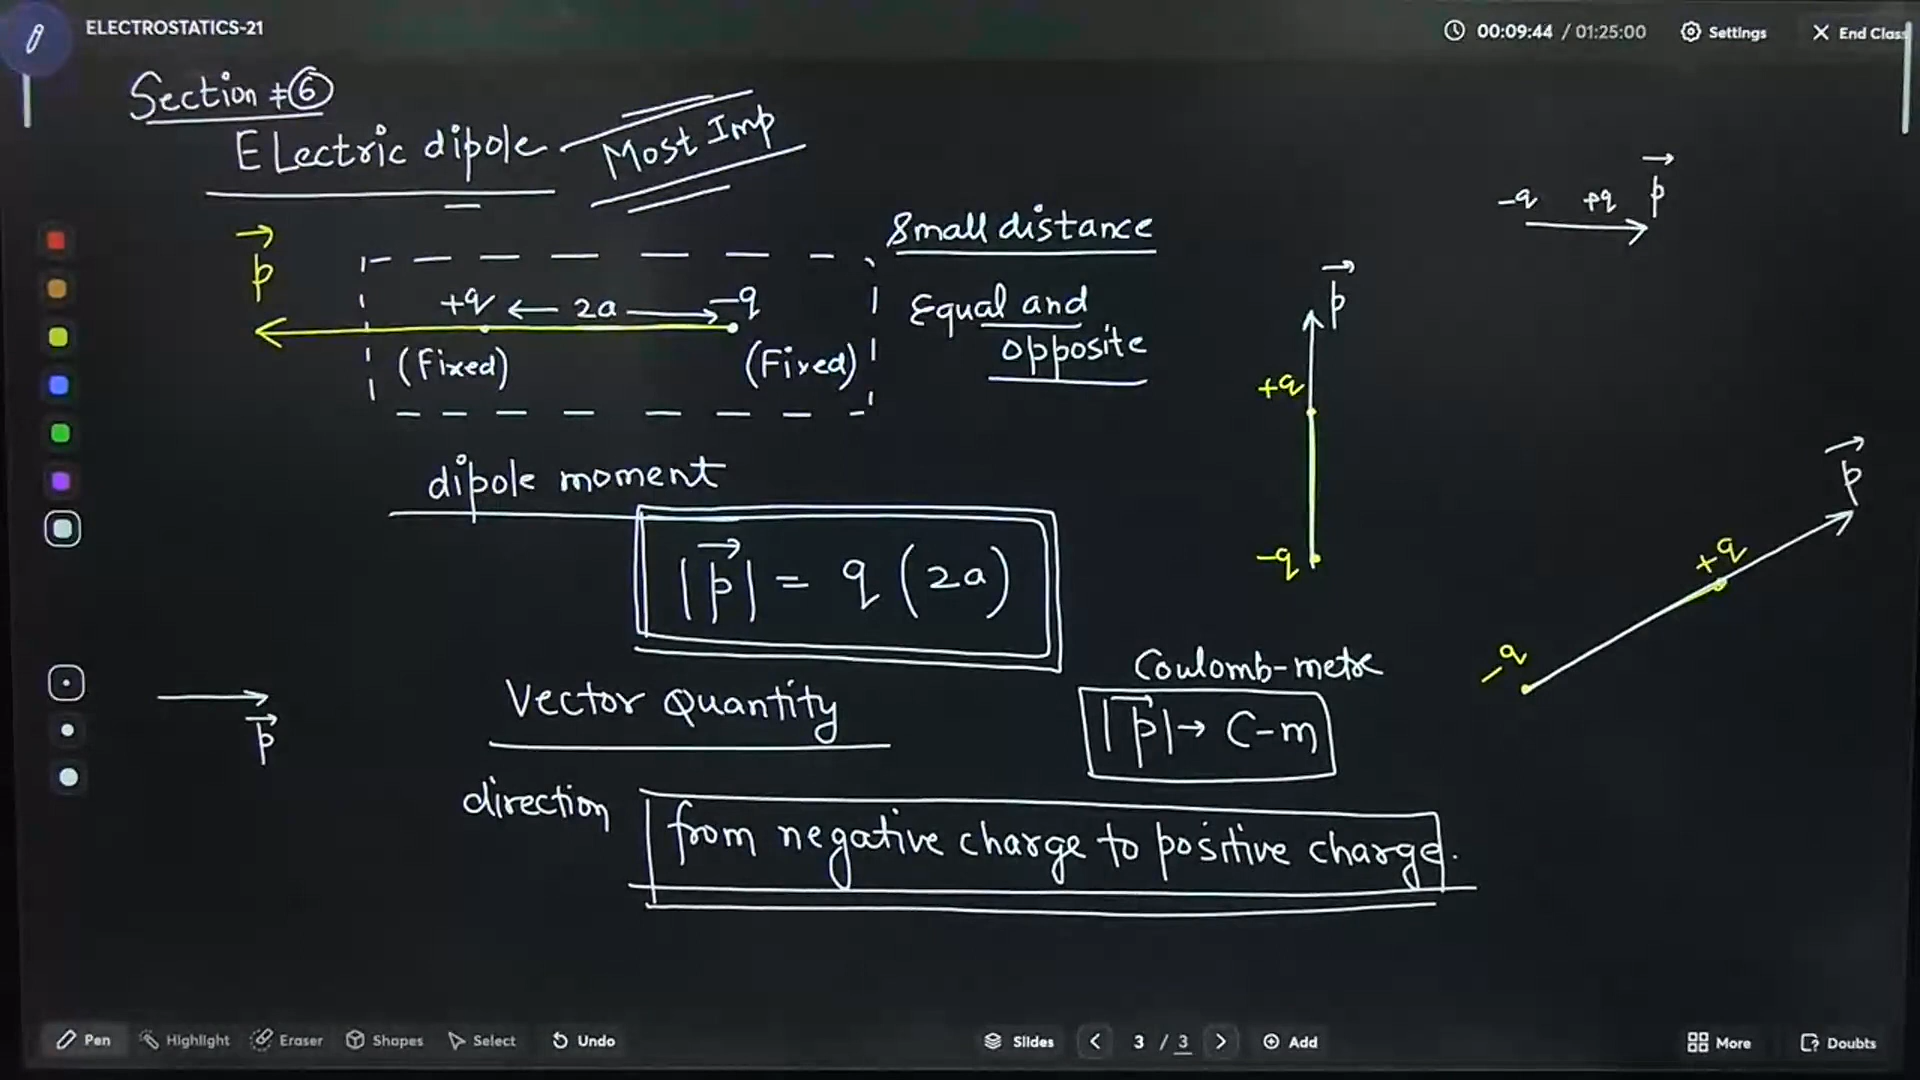 ELECTROSTATICS-21
00:09:44 / 01:25:00
Settings
End Class
Section #⑥
Electric dipole
Most Imp
Small distance
Equal and
opposite
p
+q
2a
-q
(Fixed)
(Fixed)
-q +q p
p
+q
-q
p
+q
-q
dipole moment
|p| = q (2a)
Vector Quantity
Coulomb-metre
|p| → C-m
p
direction
from negative charge to positive charge.
Pen
Highlight
Eraser
Shapes
Select
Undo
Slides
3 / 3
Add
More
Doubts